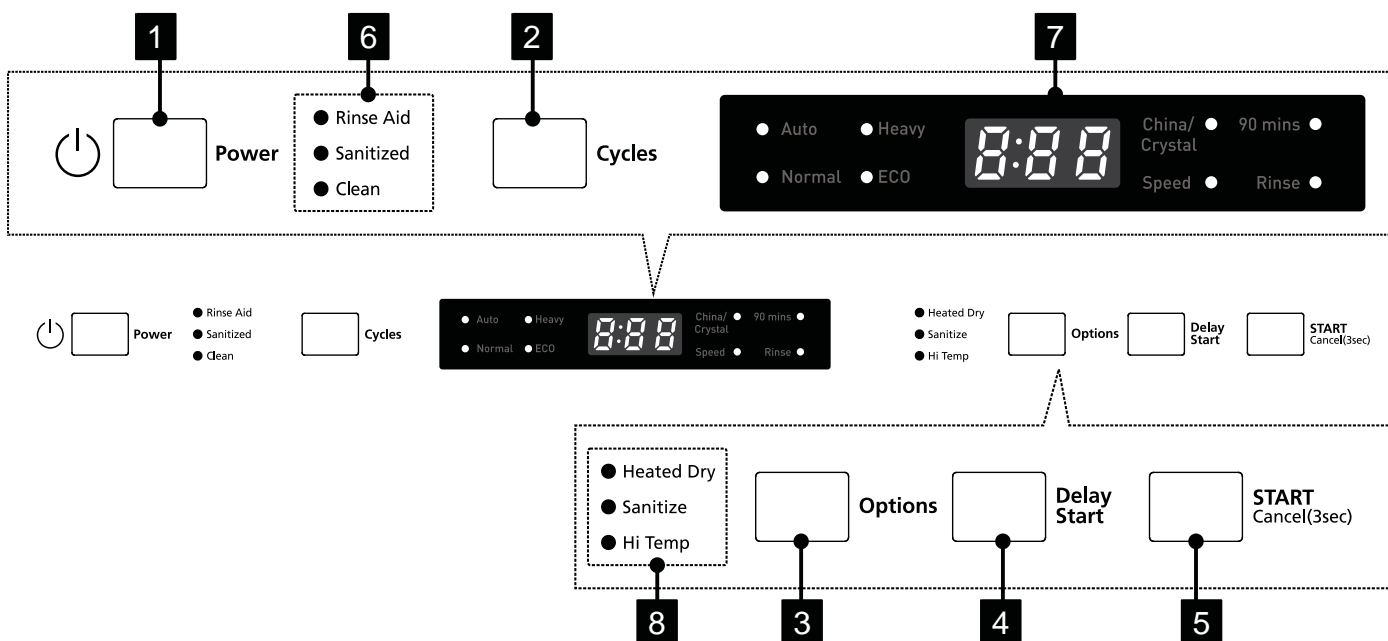 1 6 2 7
Power
Rinse Aid
Sanitized
Clean
Cycles
Auto Heavy
Normal ECO
8:88
China/ 90 mins
Crystal
Speed Rinse
Power
Rinse Aid
Sanitized
Clean
Cycles
Auto Heavy
Normal ECO
8:88
China/ 90 mins
Crystal
Speed Rinse
Heated Dry
Sanitize
Hi Temp
Options
Delay
Start
START
Cancel(3sec)
Heated Dry
Sanitize
Hi Temp
Options
Delay
Start
START
Cancel(3sec)
8 3 4 5